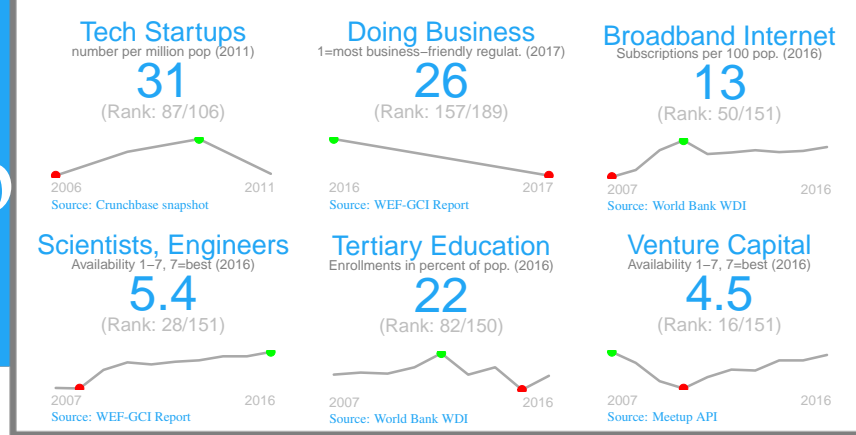 Tech Startups
number per million pop (2011)
31
(Rank: 87/106)
2006 2011
Source: Crunchbase snapshot
Doing Business
1=most business−friendly regulat. (2017)
26
(Rank: 157/189)
2016 2017
Source: WEF-GCI Report
Broadband Internet
Subscriptions per 100 pop. (2016)
13
(Rank: 50/151)
2007 2016
Source: World Bank WDI
Scientists, Engineers
Availability 1−7, 7=best (2016)
5.4
(Rank: 28/151)
2007 2016
Source: WEF-GCI Report
Tertiary Education
Enrollments in percent of pop. (2016)
22
(Rank: 82/150)
2007 2016
Source: World Bank WDI
Venture Capital
Availability 1−7, 7=best (2016)
4.5
(Rank: 16/151)
2007 2016
Source: Meetup API